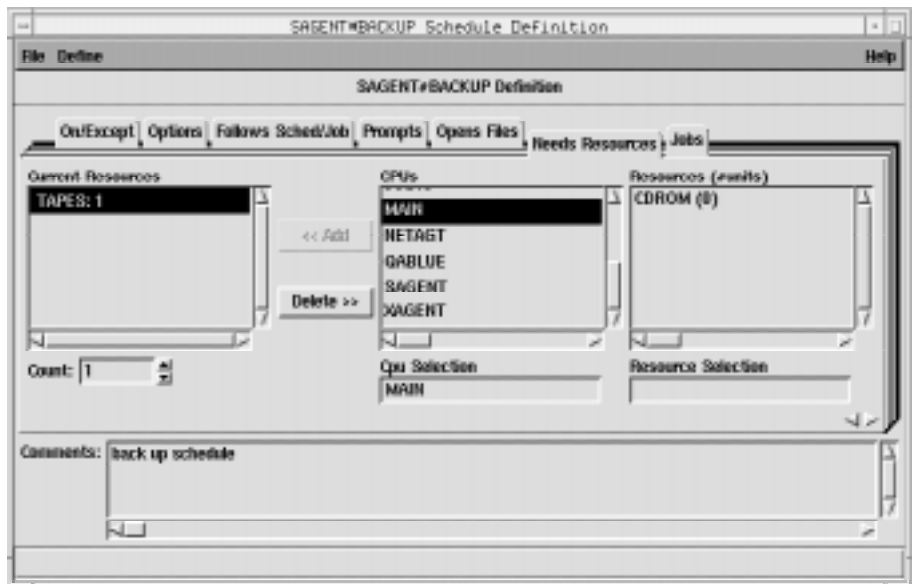 SAGENT#BACKUP Schedule Definition
File Define Help
SAGENT#BACKUP Definition
On/Except Options Follows Sched/Job Prompts Opens Files Needs Resources Jobs
Current Resources CPUs Resources (#units)
TAPES: 1 MAIN CDROM (0)
<< Add NETAGT
QABLUE
SAGENT
Delete >> XAGENT
Count: 1 Cpu Selection Resource Selection
MAIN
Comments: back up schedule